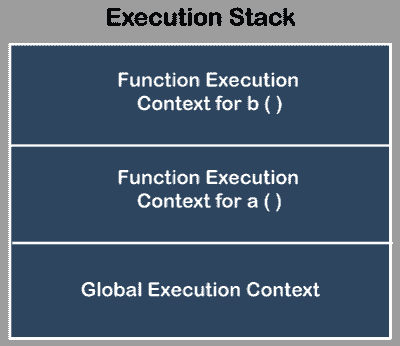 Execution Stack
Function Execution
Context for b ( )
Function Execution
Context for a ( )
Global Execution Context